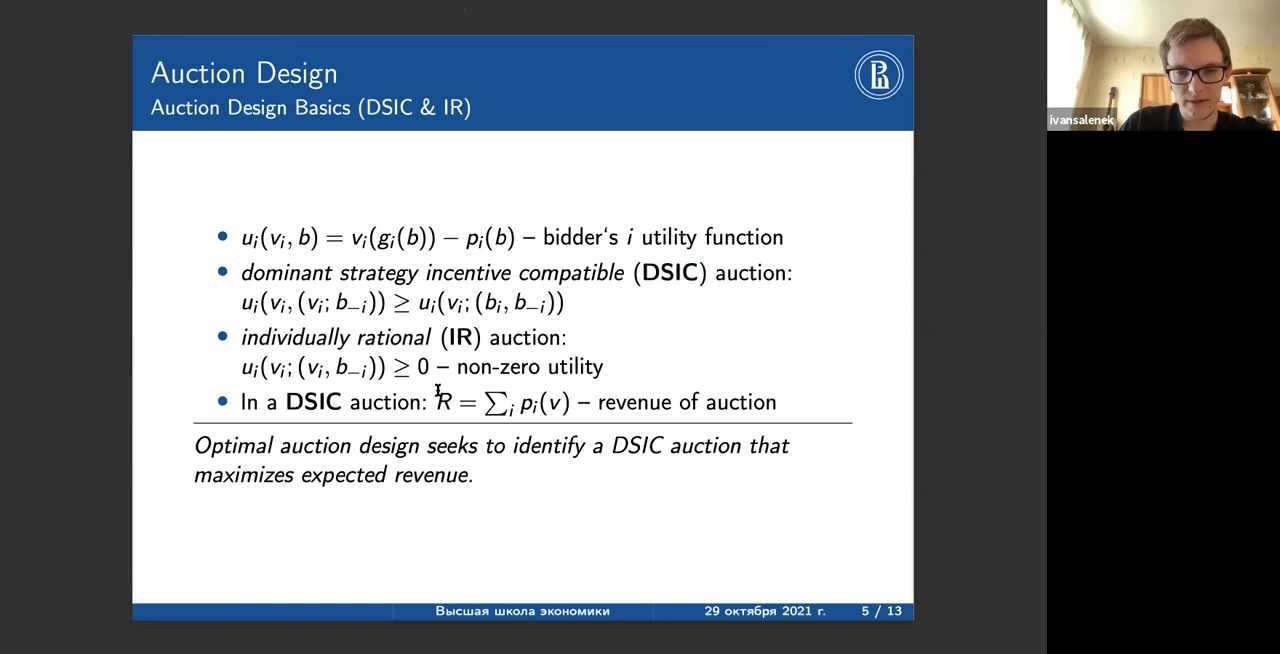 Auction Design
Auction Design Basics (DSIC & IR)
• uᵢ(vᵢ, b) = vᵢ(gᵢ(b)) − pᵢ(b) – bidder‘s i utility function
• dominant strategy incentive compatible (DSIC) auction:
uᵢ(vᵢ, (vᵢ; b₋ᵢ)) ≥ uᵢ(vᵢ; (bᵢ, b₋ᵢ))
• individually rational (IR) auction:
uᵢ(vᵢ; (vᵢ, b₋ᵢ)) ≥ 0 – non-zero utility
• In a DSIC auction: R = ∑ᵢ pᵢ(v) – revenue of auction
Optimal auction design seeks to identify a DSIC auction that
maximizes expected revenue.
Высшая школа экономики 29 октября 2021 г. 5 / 13
ivansalenek